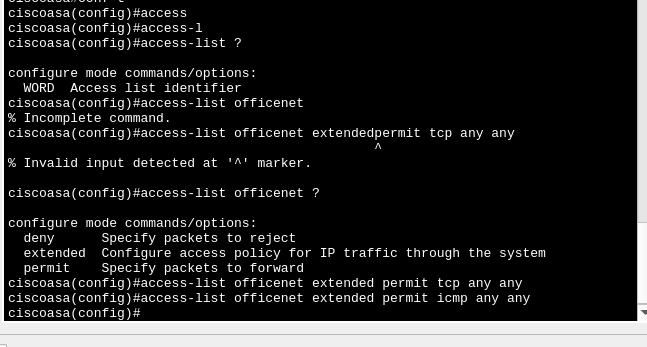 ciscoasa(config)#access
ciscoasa(config)#access-l
ciscoasa(config)#access-list ?
configure mode commands/options:
  WORD  Access list identifier
ciscoasa(config)#access-list officenet
% Incomplete command.
ciscoasa(config)#access-list officenet extendedpermit tcp any any
                                               ^
% Invalid input detected at '^' marker.
ciscoasa(config)#access-list officenet ?
configure mode commands/options:
  deny      Specify packets to reject
  extended  Configure access policy for IP traffic through the system
  permit    Specify packets to forward
ciscoasa(config)#access-list officenet extended permit tcp any any
ciscoasa(config)#access-list officenet extended permit icmp any any
ciscoasa(config)#